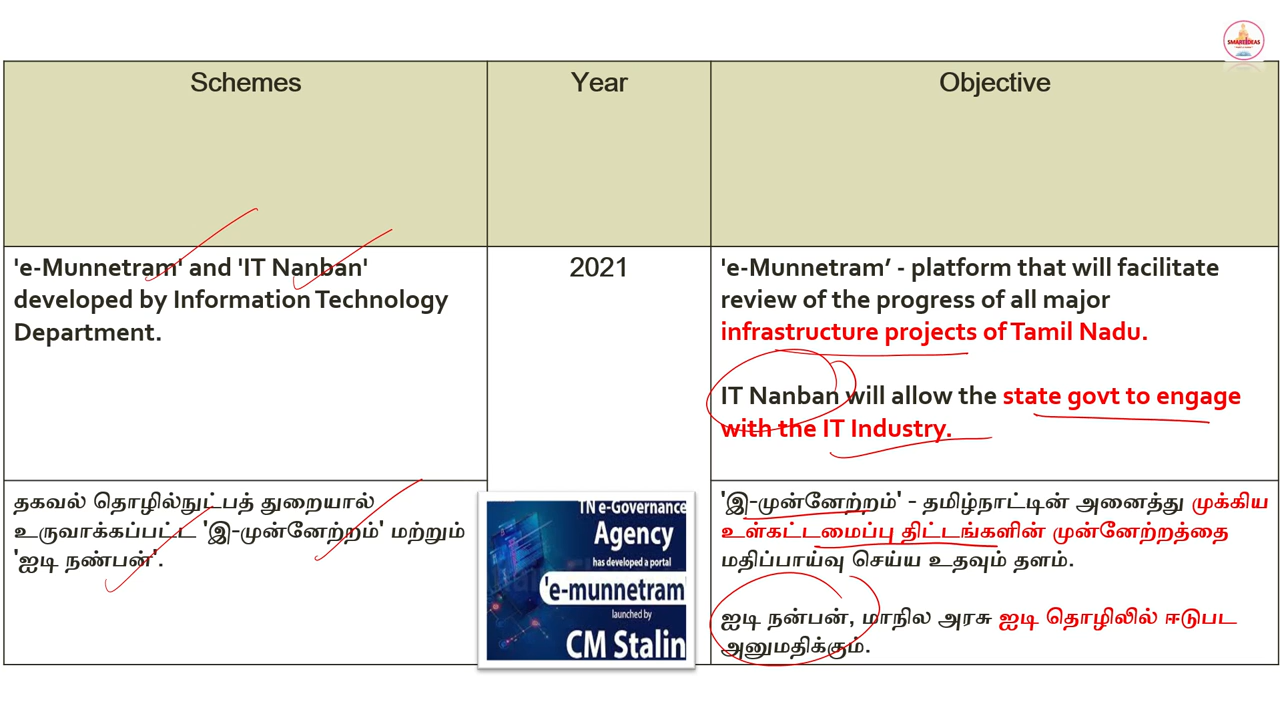 SMART IDEAS
Schemes
Year
Objective
'e-Munnetram' and 'IT Nanban'
developed by Information Technology
Department.
2021
'e-Munnetram’ - platform that will facilitate
review of the progress of all major
infrastructure projects of Tamil Nadu.
IT Nanban will allow the state govt to engage
with the IT Industry.
தகவல் தொழில்நுட்பத் துறையால்
உருவாக்கப்பட்ட 'இ-முன்னேற்றம்' மற்றும்
'ஐடி நண்பன்'.
TN e-Governance
Agency
has developed a portal
'e-munnetram'
launched by
CM Stalin
'இ-முன்னேற்றம்' - தமிழ்நாட்டின் அனைத்து முக்கிய
உள்கட்டமைப்பு திட்டங்களின் முன்னேற்றத்தை
மதிப்பாய்வு செய்ய உதவும் தளம்.
ஐடி நன்பன், மாநில அரசு ஐடி தொழிலில் ஈடுபட
அனுமதிக்கும்.